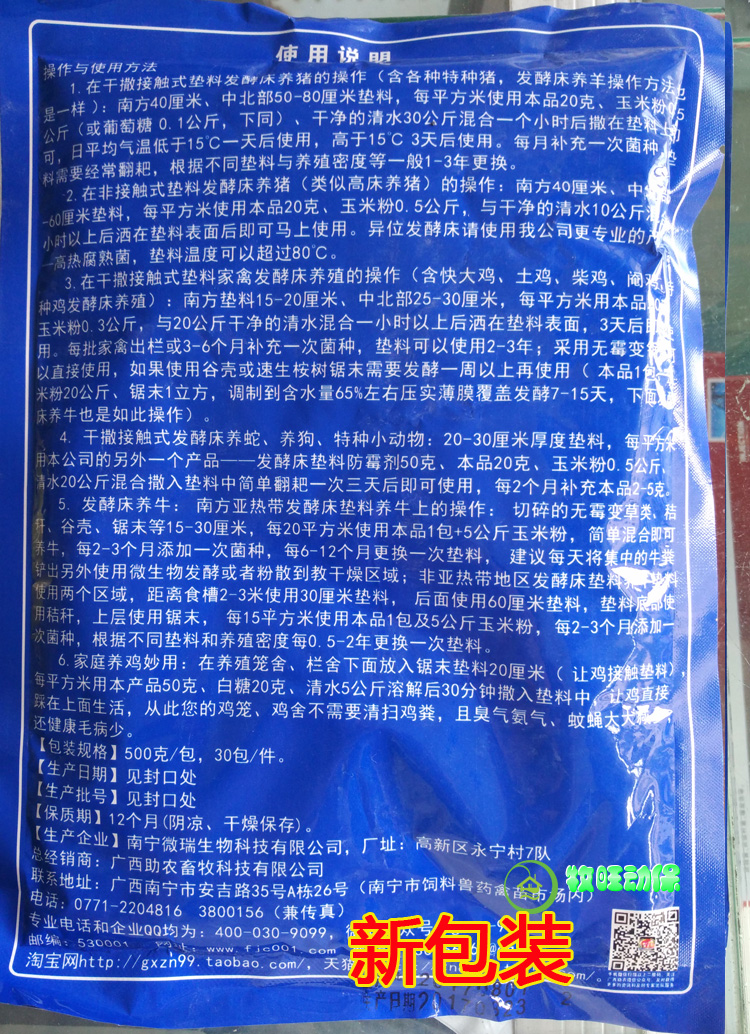 使用说明
操作与使用方法
1. 在干撒接触式垫料发酵床养猪的操作（含各种特种猪，发酵床养羊操作方法也
是一样）：南方40厘米、中北部50-80厘米垫料，每平方米使用本品20克、玉米粉0.5
公斤（或葡萄糖 0.1公斤，下同）、干净的清水30公斤混合一个小时后撒在垫料上即
可，日平均气温低于15℃一天后使用，高于15℃ 3天后使用。每月补充一次菌种，垫
料需要经常翻耙，根据不同垫料与养殖密度等一般1-3年更换。
2. 在非接触式垫料发酵床养猪（类似高床养猪）的操作：南方40厘米、中
-60厘米垫料，每平方米使用本品20克、玉米粉0.5公斤，与干净的清水10公斤
小时以上后洒在垫料表面后即可马上使用。异位发酵床请使用我公司更专业的产
—高热腐熟菌，垫料温度可以超过80℃。
3. 在干撒接触式垫料家禽发酵床养殖的操作（含快大鸡、土鸡、柴鸡、阉鸡
种鸡发酵床养殖）：南方垫料15-20厘米、中北部25-30厘米，每平方米用本品
玉米粉0.3公斤，与20公斤干净的清水混合一小时以上后洒在垫料表面，3天后即
用。每批家禽出栏或3-6个月补充一次菌种，垫料可以使用2-3年；采用无霉变
以直接使用，如果使用谷壳或速生桉树锯末需要发酵一周以上再使用（ 本品1包
米粉20公斤、锯末1立方，调制到含水量65%左右压实薄膜覆盖发酵7-15天，下面
床养牛也是如此操作）。
4. 干撒接触式发酵床养蛇、养狗、特种小动物：20-30厘米厚度垫料，每平方米
用本公司的另外一个产品——发酵床垫料防霉剂50克、本品20克、玉米粉0.5公斤，
清水20公斤混合撒入垫料中简单翻耙一次三天后即可使用，每2个月补充本品2-5克。
5. 发酵床养牛： 南方亚热带发酵床垫料养牛上的操作： 切碎的无霉变草类、秸
秆、谷壳、锯末等15-30厘米，每20平方米使用本品1包+5公斤玉米粉，简单混合即可
养牛，每2-3个月添加一次菌种，每6-12个月更换一次垫料， 建议每天将集中的牛粪
铲出另外使用微生物发酵或者粉散到教干燥区域；非亚热带地区发酵床垫料
使用两个区域，距离食槽2-3米使用30厘米垫料， 后面使用60厘米垫料，垫料底部使
用秸秆，上层使用锯末， 每15平方米使用本品1包及5公斤玉米粉，每2-3个月添加一
次菌种，根据不同垫料和养殖密度每0.5-2年更换一次垫料。
6. 家庭养鸡妙用：在养殖笼舍、栏舍下面放入锯末垫料20厘米（ 让鸡接触垫料），
每平方米用本产品50克、白糖20克、清水5公斤溶解后30分钟撒入垫料中，让鸡直接
踩在上面生活，从此您的鸡笼、鸡舍不需要清扫鸡粪，且臭气氨气、蚊蝇大大减
还健康毛病少。
【包装规格】500克/包，30包/件。
【生产日期】见封口处
【生产批号】见封口处
【保质期】12个月(阴凉、干燥保存)。
【生产企业】南宁微瑞生物科技有限公司，厂址：高新区永宁村7队
总经销商：广西助农畜牧科技有限公司
联系地址：广西南宁市安吉路35号A栋26号（南宁市饲料兽药禽苗市场内）
电话：0771-2204816 3800156（兼传真）
专业电话和企业QQ均为：400-030-9099，
邮编：530001 www.fjc001.com
淘宝网http://gxzn99.taobao.com/，天猫
牧旺动保
新包装
生产日期